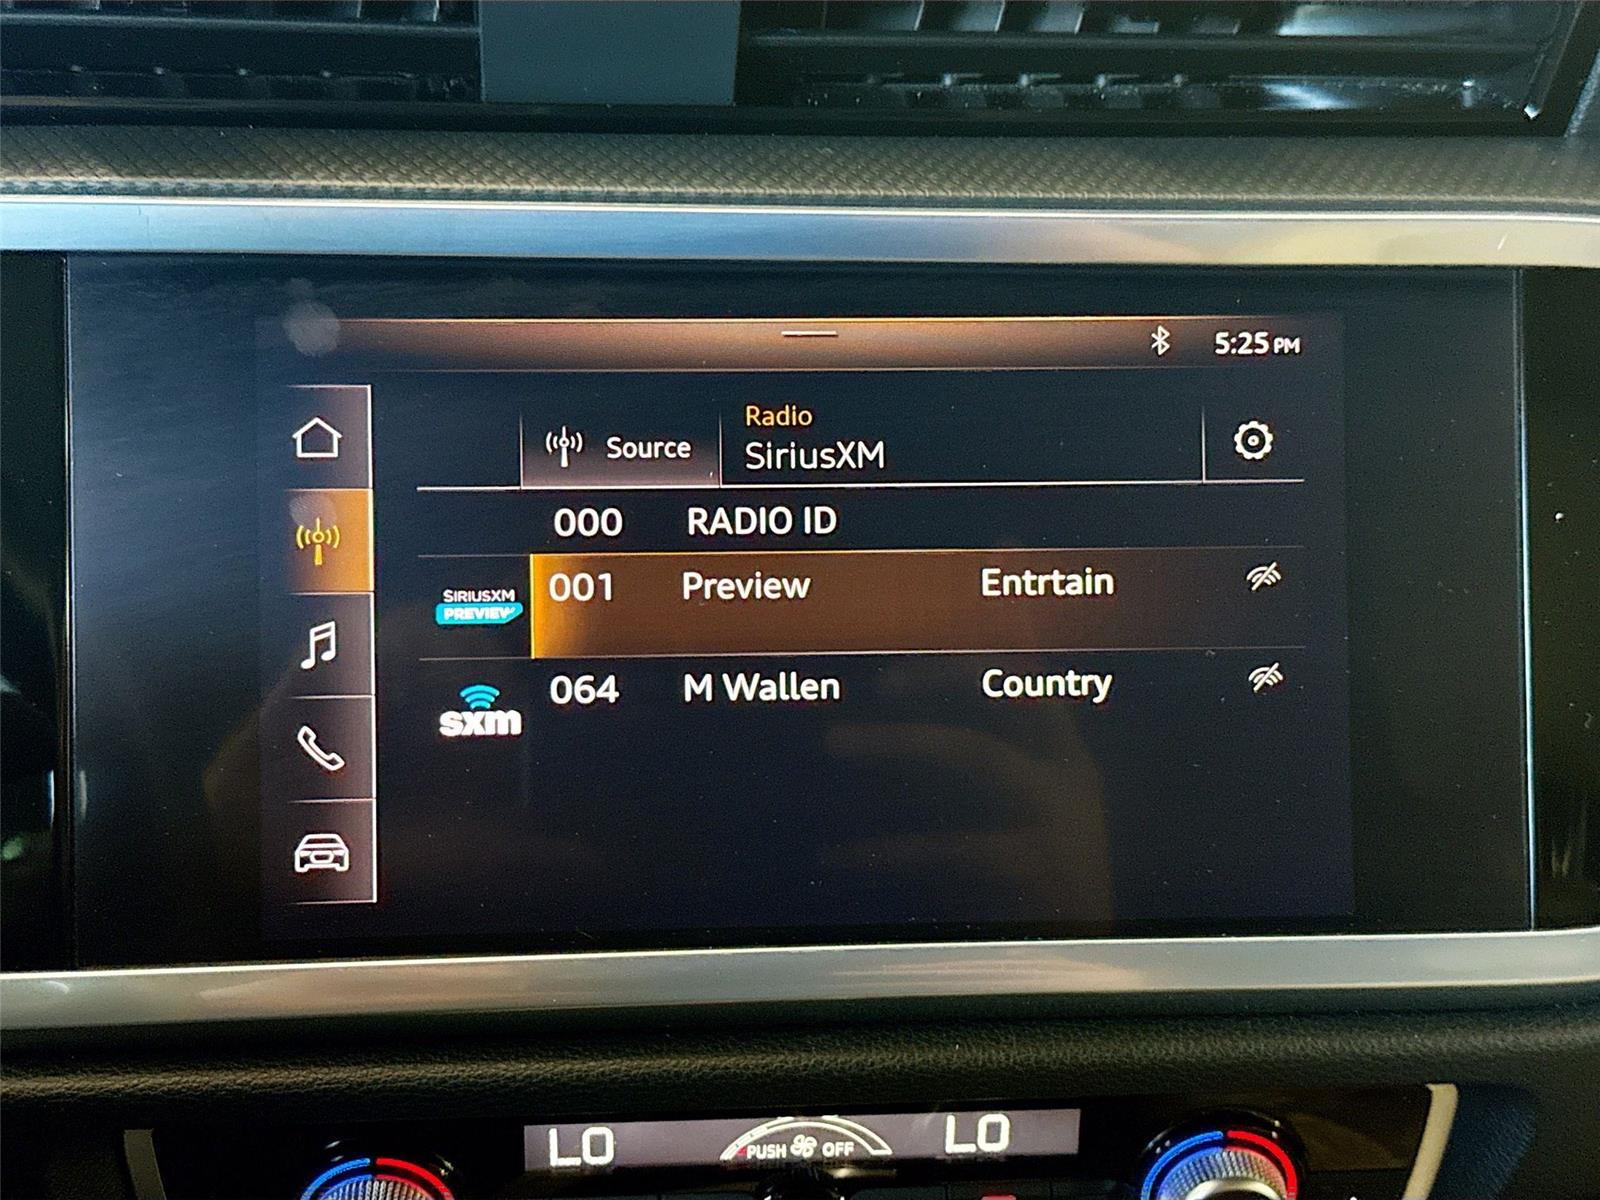 5:25 PM
Source
Radio
SiriusXM
000 RADIO ID
SIRIUSXM
PREVIEW
001 Preview Entrtain
sxm
064 M Wallen Country
LO PUSH OFF LO